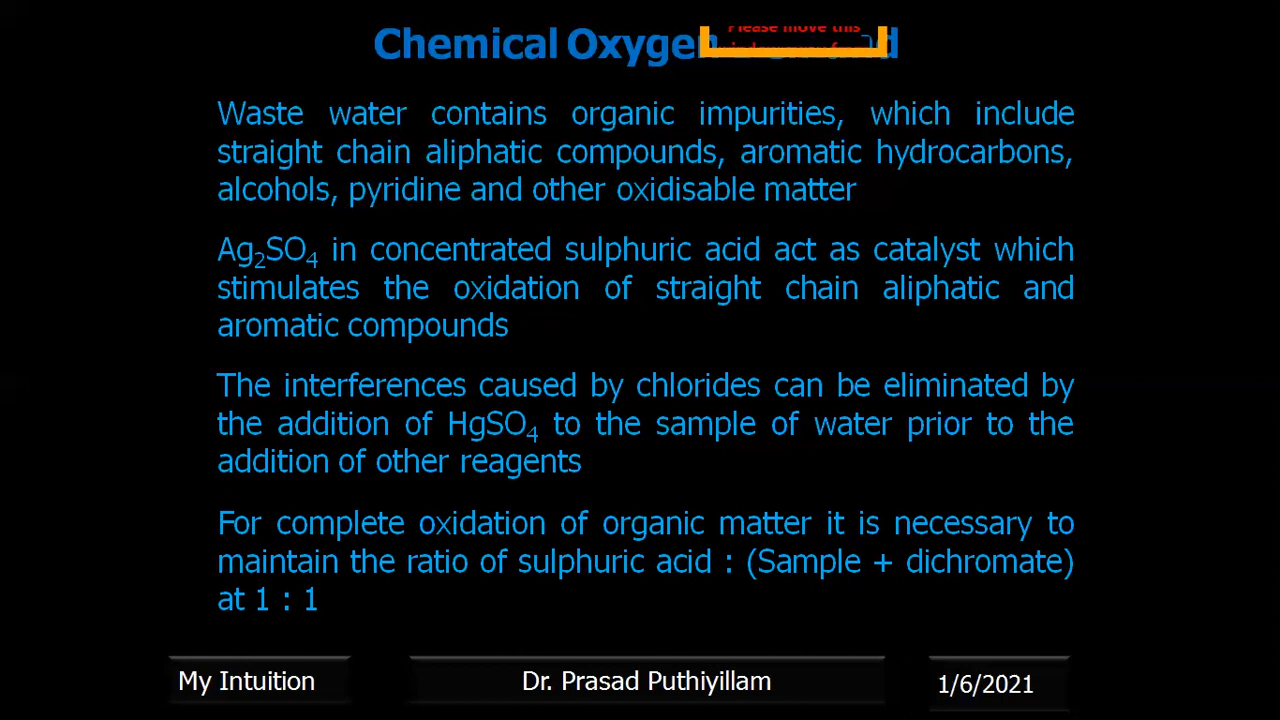 Chemical Oxygen
Please move this
Waste water contains organic impurities, which include
straight chain aliphatic compounds, aromatic hydrocarbons,
alcohols, pyridine and other oxidisable matter
Ag₂SO₄ in concentrated sulphuric acid act as catalyst which
stimulates the oxidation of straight chain aliphatic and
aromatic compounds
The interferences caused by chlorides can be eliminated by
the addition of HgSO₄ to the sample of water prior to the
addition of other reagents
For complete oxidation of organic matter it is necessary to
maintain the ratio of sulphuric acid : (Sample + dichromate)
at 1 : 1
My Intuition
Dr. Prasad Puthiyillam
1/6/2021